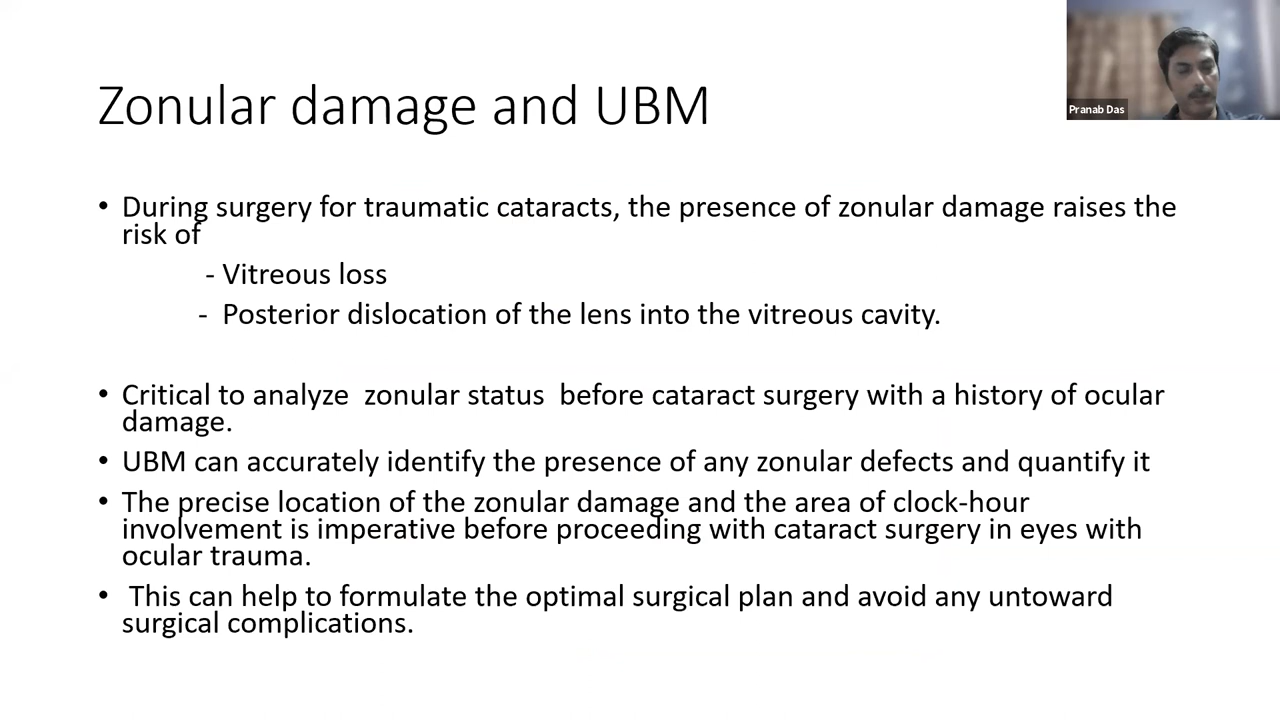 Pranab Das
Zonular damage and UBM
• During surgery for traumatic cataracts, the presence of zonular damage raises the
risk of
- Vitreous loss
- Posterior dislocation of the lens into the vitreous cavity.
• Critical to analyze zonular status before cataract surgery with a history of ocular
damage.
• UBM can accurately identify the presence of any zonular defects and quantify it
• The precise location of the zonular damage and the area of clock-hour
involvement is imperative before proceeding with cataract surgery in eyes with
ocular trauma.
• This can help to formulate the optimal surgical plan and avoid any untoward
surgical complications.